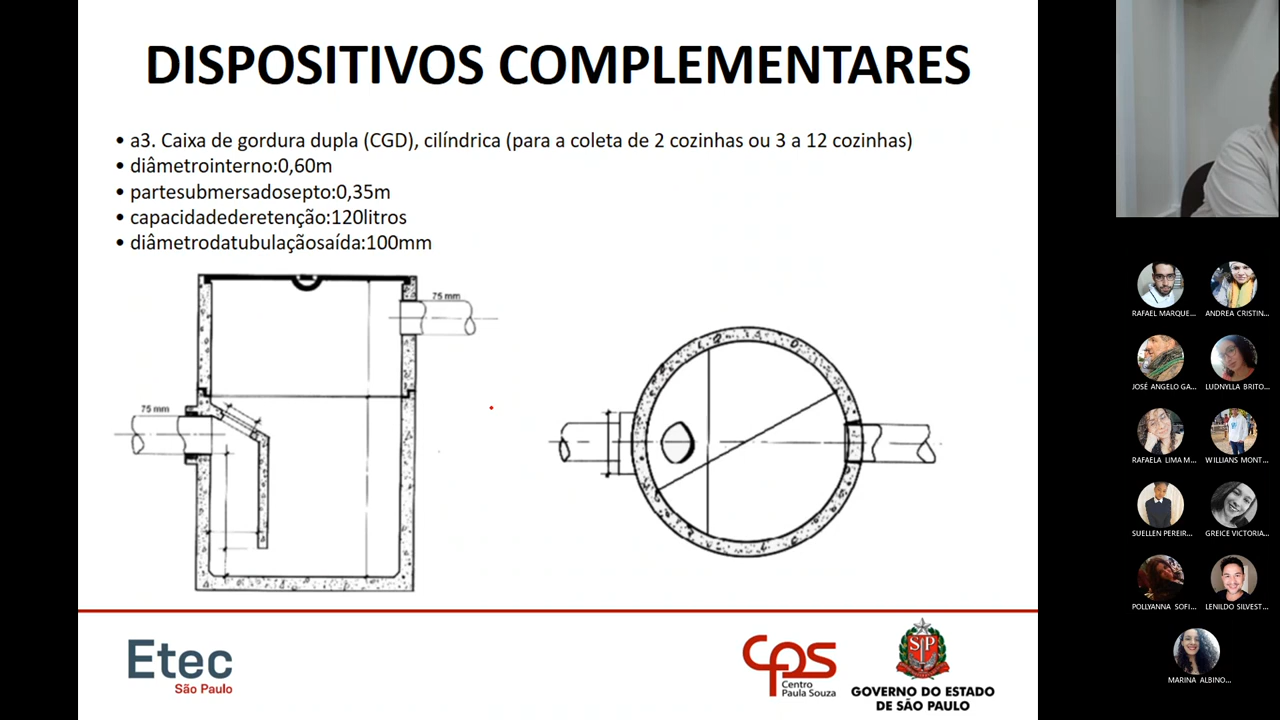 DISPOSITIVOS COMPLEMENTARES
• a3. Caixa de gordura dupla (CGD), cilíndrica (para a coleta de 2 cozinhas ou 3 a 12 cozinhas)
• diâmetrointerno:0,60m
• partesubmersadosepto:0,35m
• capacidadederetenção:120litros
• diâmetrodatubulaçãosaída:100mm
75 mm
75 mm
Etec
São Paulo
cps
Centro
Paula Souza
SP
GOVERNO DO ESTADO
DE SÃO PAULO
RAFAEL MARQUE...
ANDREA CRISTIN...
JOSÉ ANGELO GA...
LUDNYLLA BRITO...
RAFAELA LIMA M...
WILLIANS MONT...
SUELLEN PEREIR...
GREICE VICTORIA...
POLLYANNA SOFI...
LENILDO SILVEST...
MARINA ALBINO...